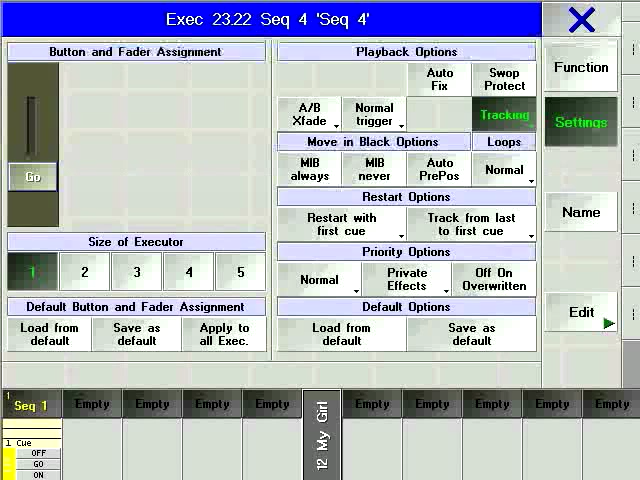 Exec 23.22 Seq 4 'Seq 4'
Button and Fader Assignment
Go
Size of Executor
1 2 3 4 5
Default Button and Fader Assignment
Load from
default
Save as
default
Apply to
all Exec.
Playback Options
Auto
Fix
Swop
Protect
A/B
Xfade
Normal
trigger
Tracking
Move in Black Options
Loops
MIB
always
MIB
never
Auto
PrePos
Normal
Restart Options
Restart with
first cue
Track from last
to first cue
Priority Options
Normal
Private
Effects
Off On
Overwritten
Default Options
Load from
default
Save as
default
Function
Settings
Name
Edit
1
Seq 1
Empty
Empty
Empty
Empty
12 My Girl
Empty
Empty
Empty
Empty
Empty
1 Cue
OFF
GO
ON